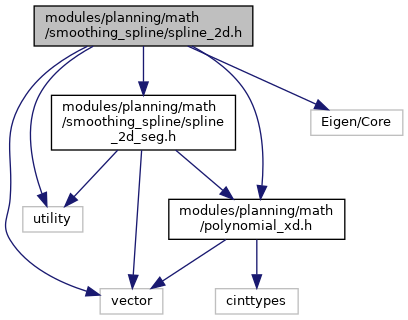 modules/planning/math
/smoothing_spline/spline_2d.h
modules/planning/math
/smoothing_spline/spline
_2d_seg.h
Eigen/Core
utility
modules/planning/math
/polynomial_xd.h
vector
cinttypes